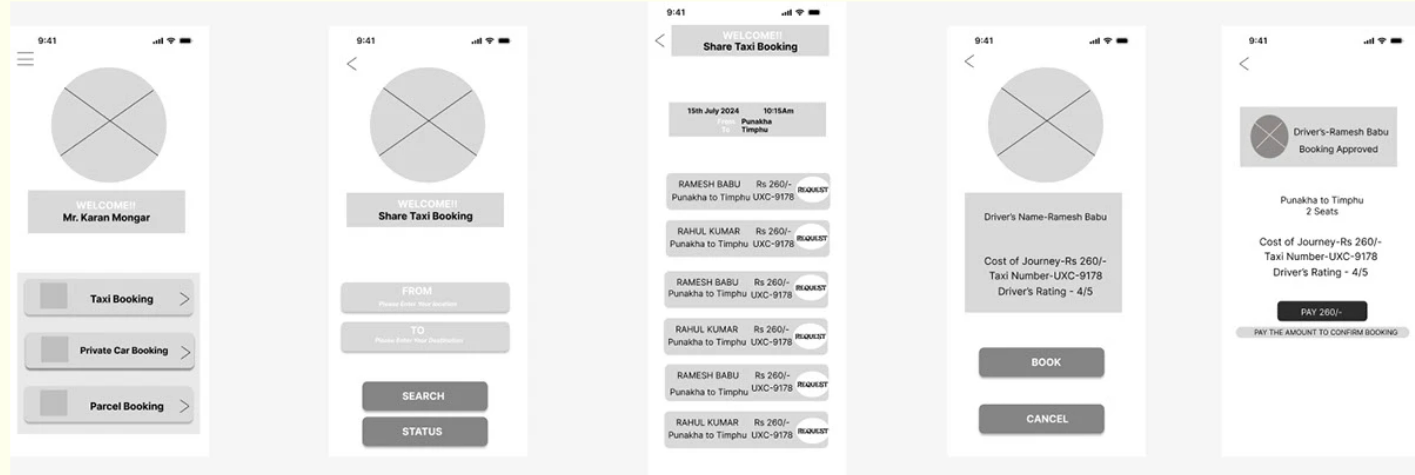 9:41
WELCOME!!
Mr. Karan Mongar
Taxi Booking
Private Car Booking
Parcel Booking
9:41
WELCOME!!
Share Taxi Booking
FROM
Please Enter Your location
TO
Please Enter Your Destination
SEARCH
STATUS
9:41
WELCOME!!
Share Taxi Booking
15th July 2024 10:15Am
From Punakha
To Timphu
RAMESH BABU Rs 260/-
Punakha to Timphu UXC-9178 REQUEST
RAHUL KUMAR Rs 260/-
Punakha to Timphu UXC-9178 REQUEST
RAMESH BABU Rs 260/-
Punakha to Timphu UXC-9178 REQUEST
RAHUL KUMAR Rs 260/-
Punakha to Timphu UXC-9178 REQUEST
RAMESH BABU Rs 260/-
Punakha to Timphu UXC-9178 REQUEST
RAHUL KUMAR Rs 260/-
Punakha to Timphu UXC-9178 REQUEST
9:41
Driver's Name-Ramesh Babu
Cost of Journey-Rs 260/-
Taxi Number-UXC-9178
Driver's Rating - 4/5
BOOK
CANCEL
9:41
Driver's-Ramesh Babu
Booking Approved
Punakha to Timphu
2 Seats
Cost of Journey-Rs 260/-
Taxi Number-UXC-9178
Driver's Rating - 4/5
PAY 260/-
PAY THE AMOUNT TO CONFIRM BOOKING